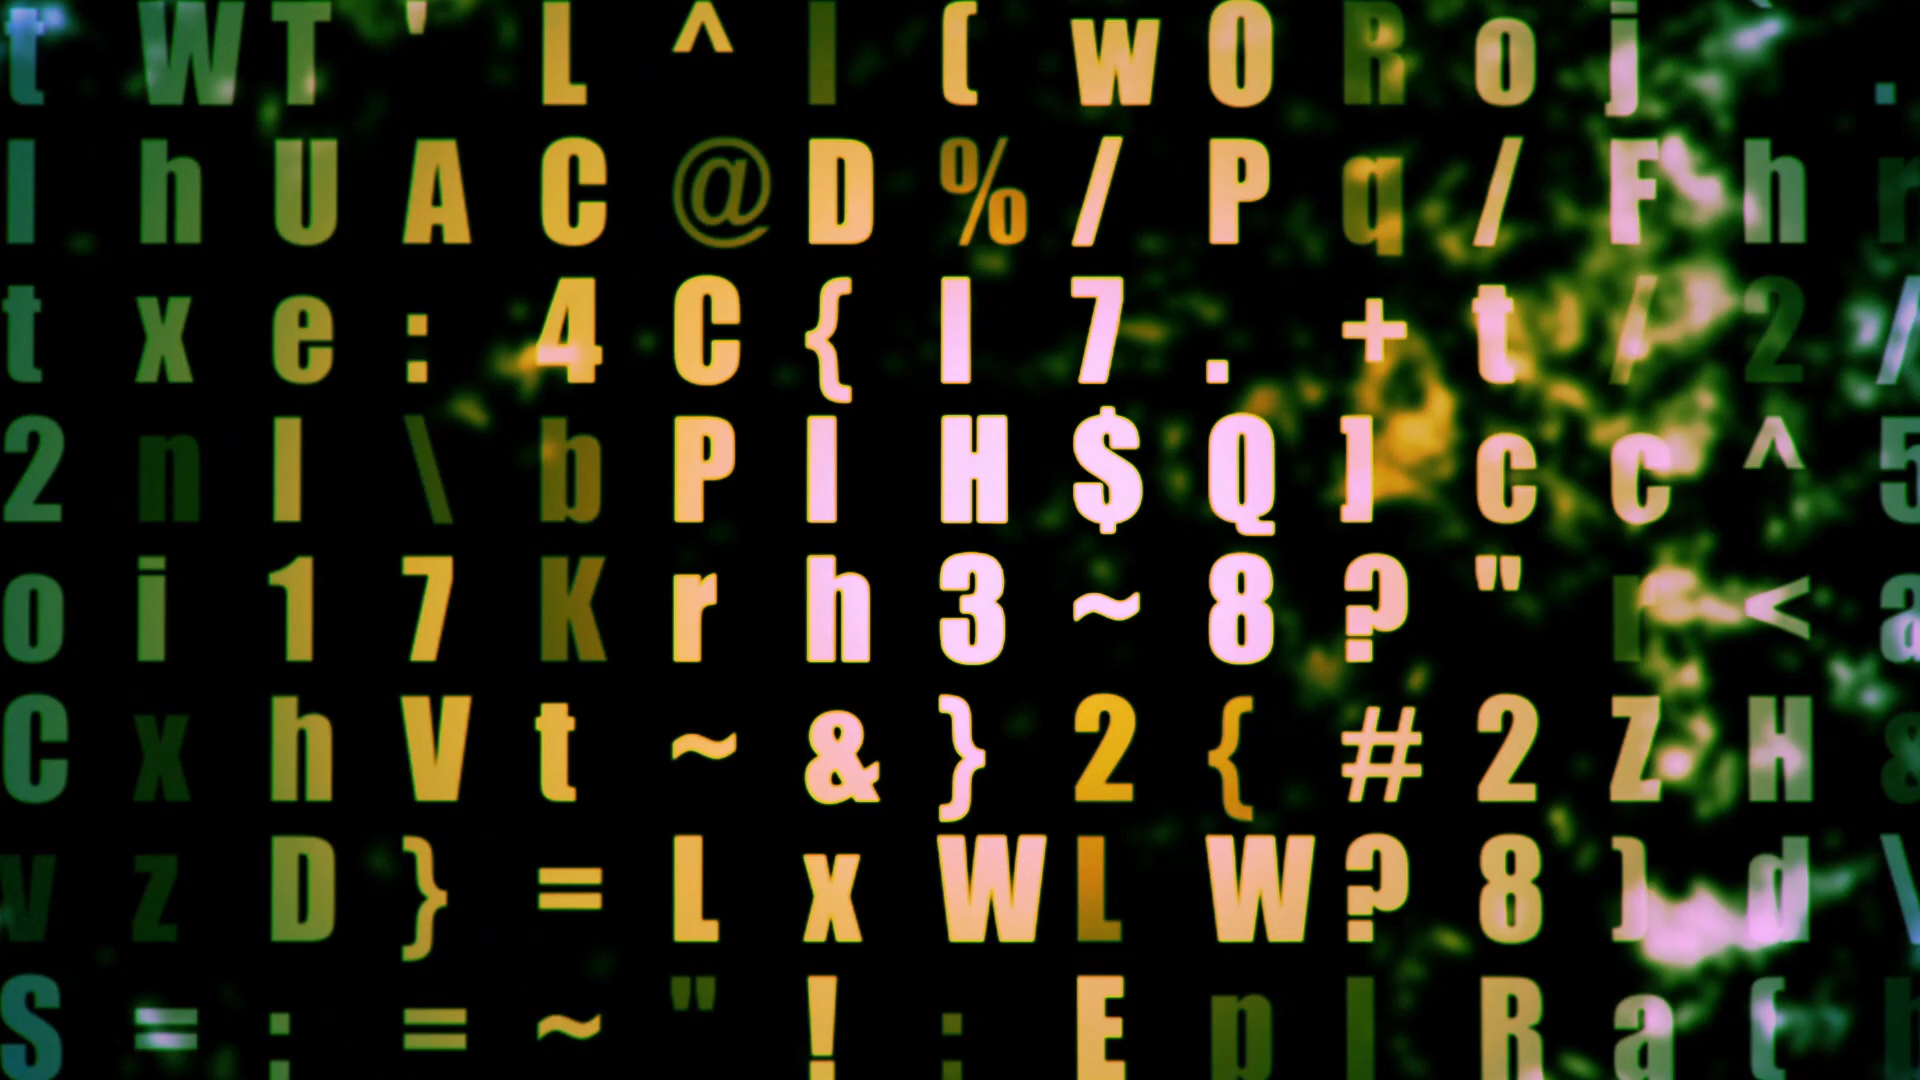 t W T ' L ^ l ( w O R o j ` .
l h U A C @ D % / P q / F h r
t x e : 4 C { I 7 . + t / 2 /
2 n I \ b P l H $ Q ] c c ^ 5
o i 1 7 K r h 3 ~ 8 ? " r < a
C x h V t ~ & } 2 { # 2 Z H 8
v z D } = L x W L W ? 8 ] d \
S = : = ~ " ! : E p l R a (